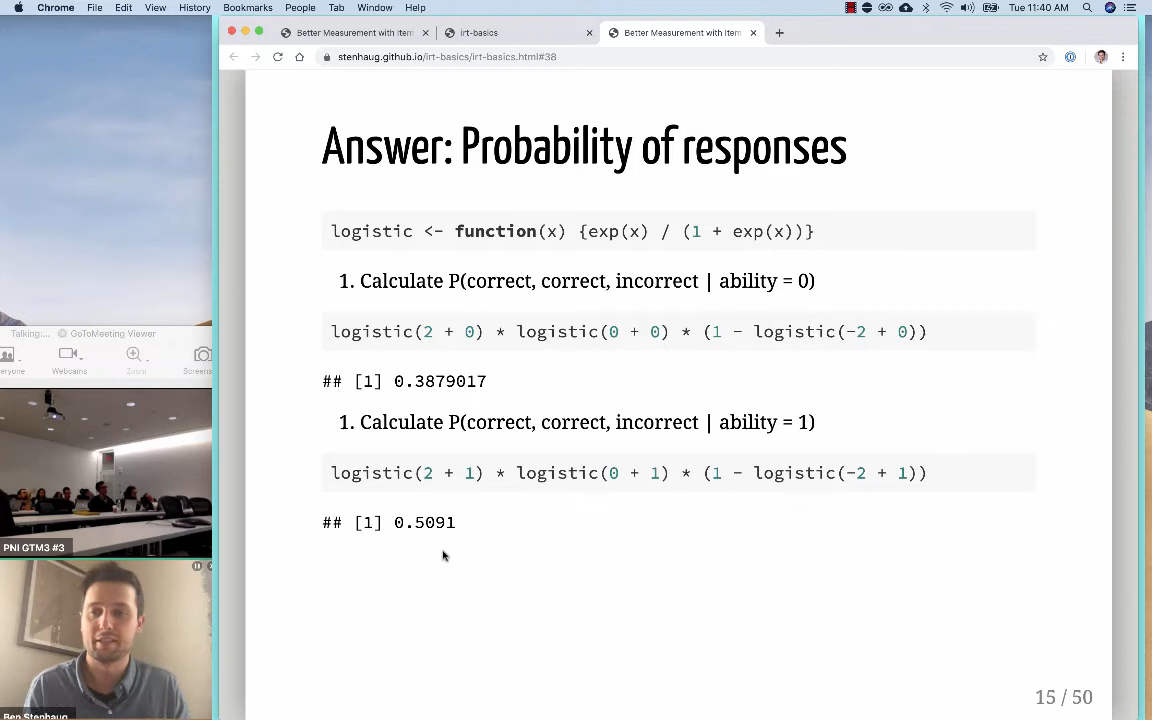 Chrome File Edit View History Bookmarks People Tab Window Help Tue 11:40 AM
Better Measurement with Item
irt-basics
Better Measurement with Item
stenhaug.github.io/irt-basics/irt-basics.html#38
Answer: Probability of responses
logistic <- function(x) {exp(x) / (1 + exp(x))}
1. Calculate P(correct, correct, incorrect | ability = 0)
logistic(2 + 0) * logistic(0 + 0) * (1 - logistic(-2 + 0))
## [1] 0.3879017
1. Calculate P(correct, correct, incorrect | ability = 1)
logistic(2 + 1) * logistic(0 + 1) * (1 - logistic(-2 + 1))
## [1] 0.5091
15 / 50
Talking:... GoToMeeting Viewer
eryone Webcams Zoom Screens
PNI GTM3 #3
Ben Stenhaug